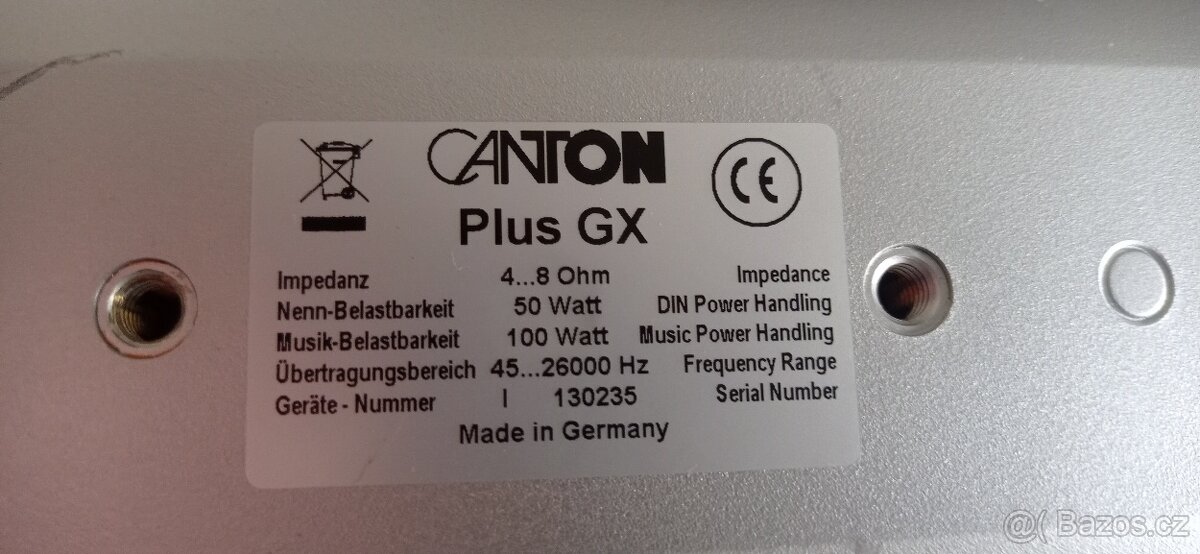 CANTON
CE
Plus GX
Impedanz 4...8 Ohm Impedance
Nenn-Belastbarkeit 50 Watt DIN Power Handling
Musik-Belastbarkeit 100 Watt Music Power Handling
Übertragungsbereich 45...26000 Hz Frequency Range
Geräte - Nummer I 130235 Serial Number
Made in Germany
@( Bazos.cz